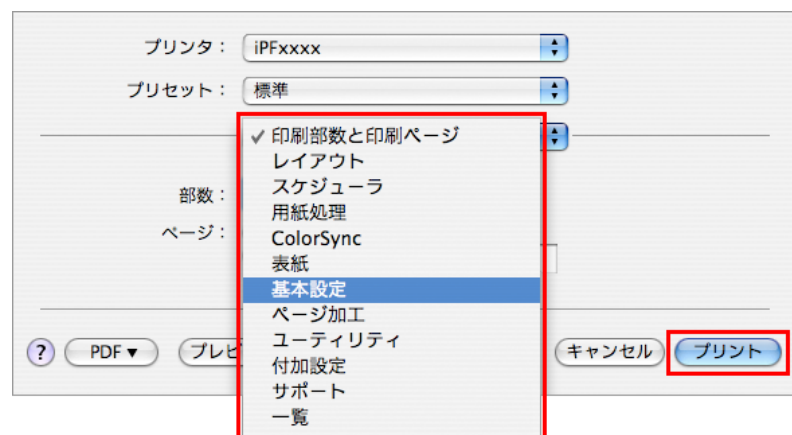 プリンタ： iPFxxxx
プリセット： 標準
✓ 印刷部数と印刷ページ
レイアウト
スケジューラ
部数：
用紙処理
ページ：
ColorSync
表紙
基本設定
ページ加工
ユーティリティ
付加設定
サポート
一覧
? PDF▼ プレビ キャンセル プリント